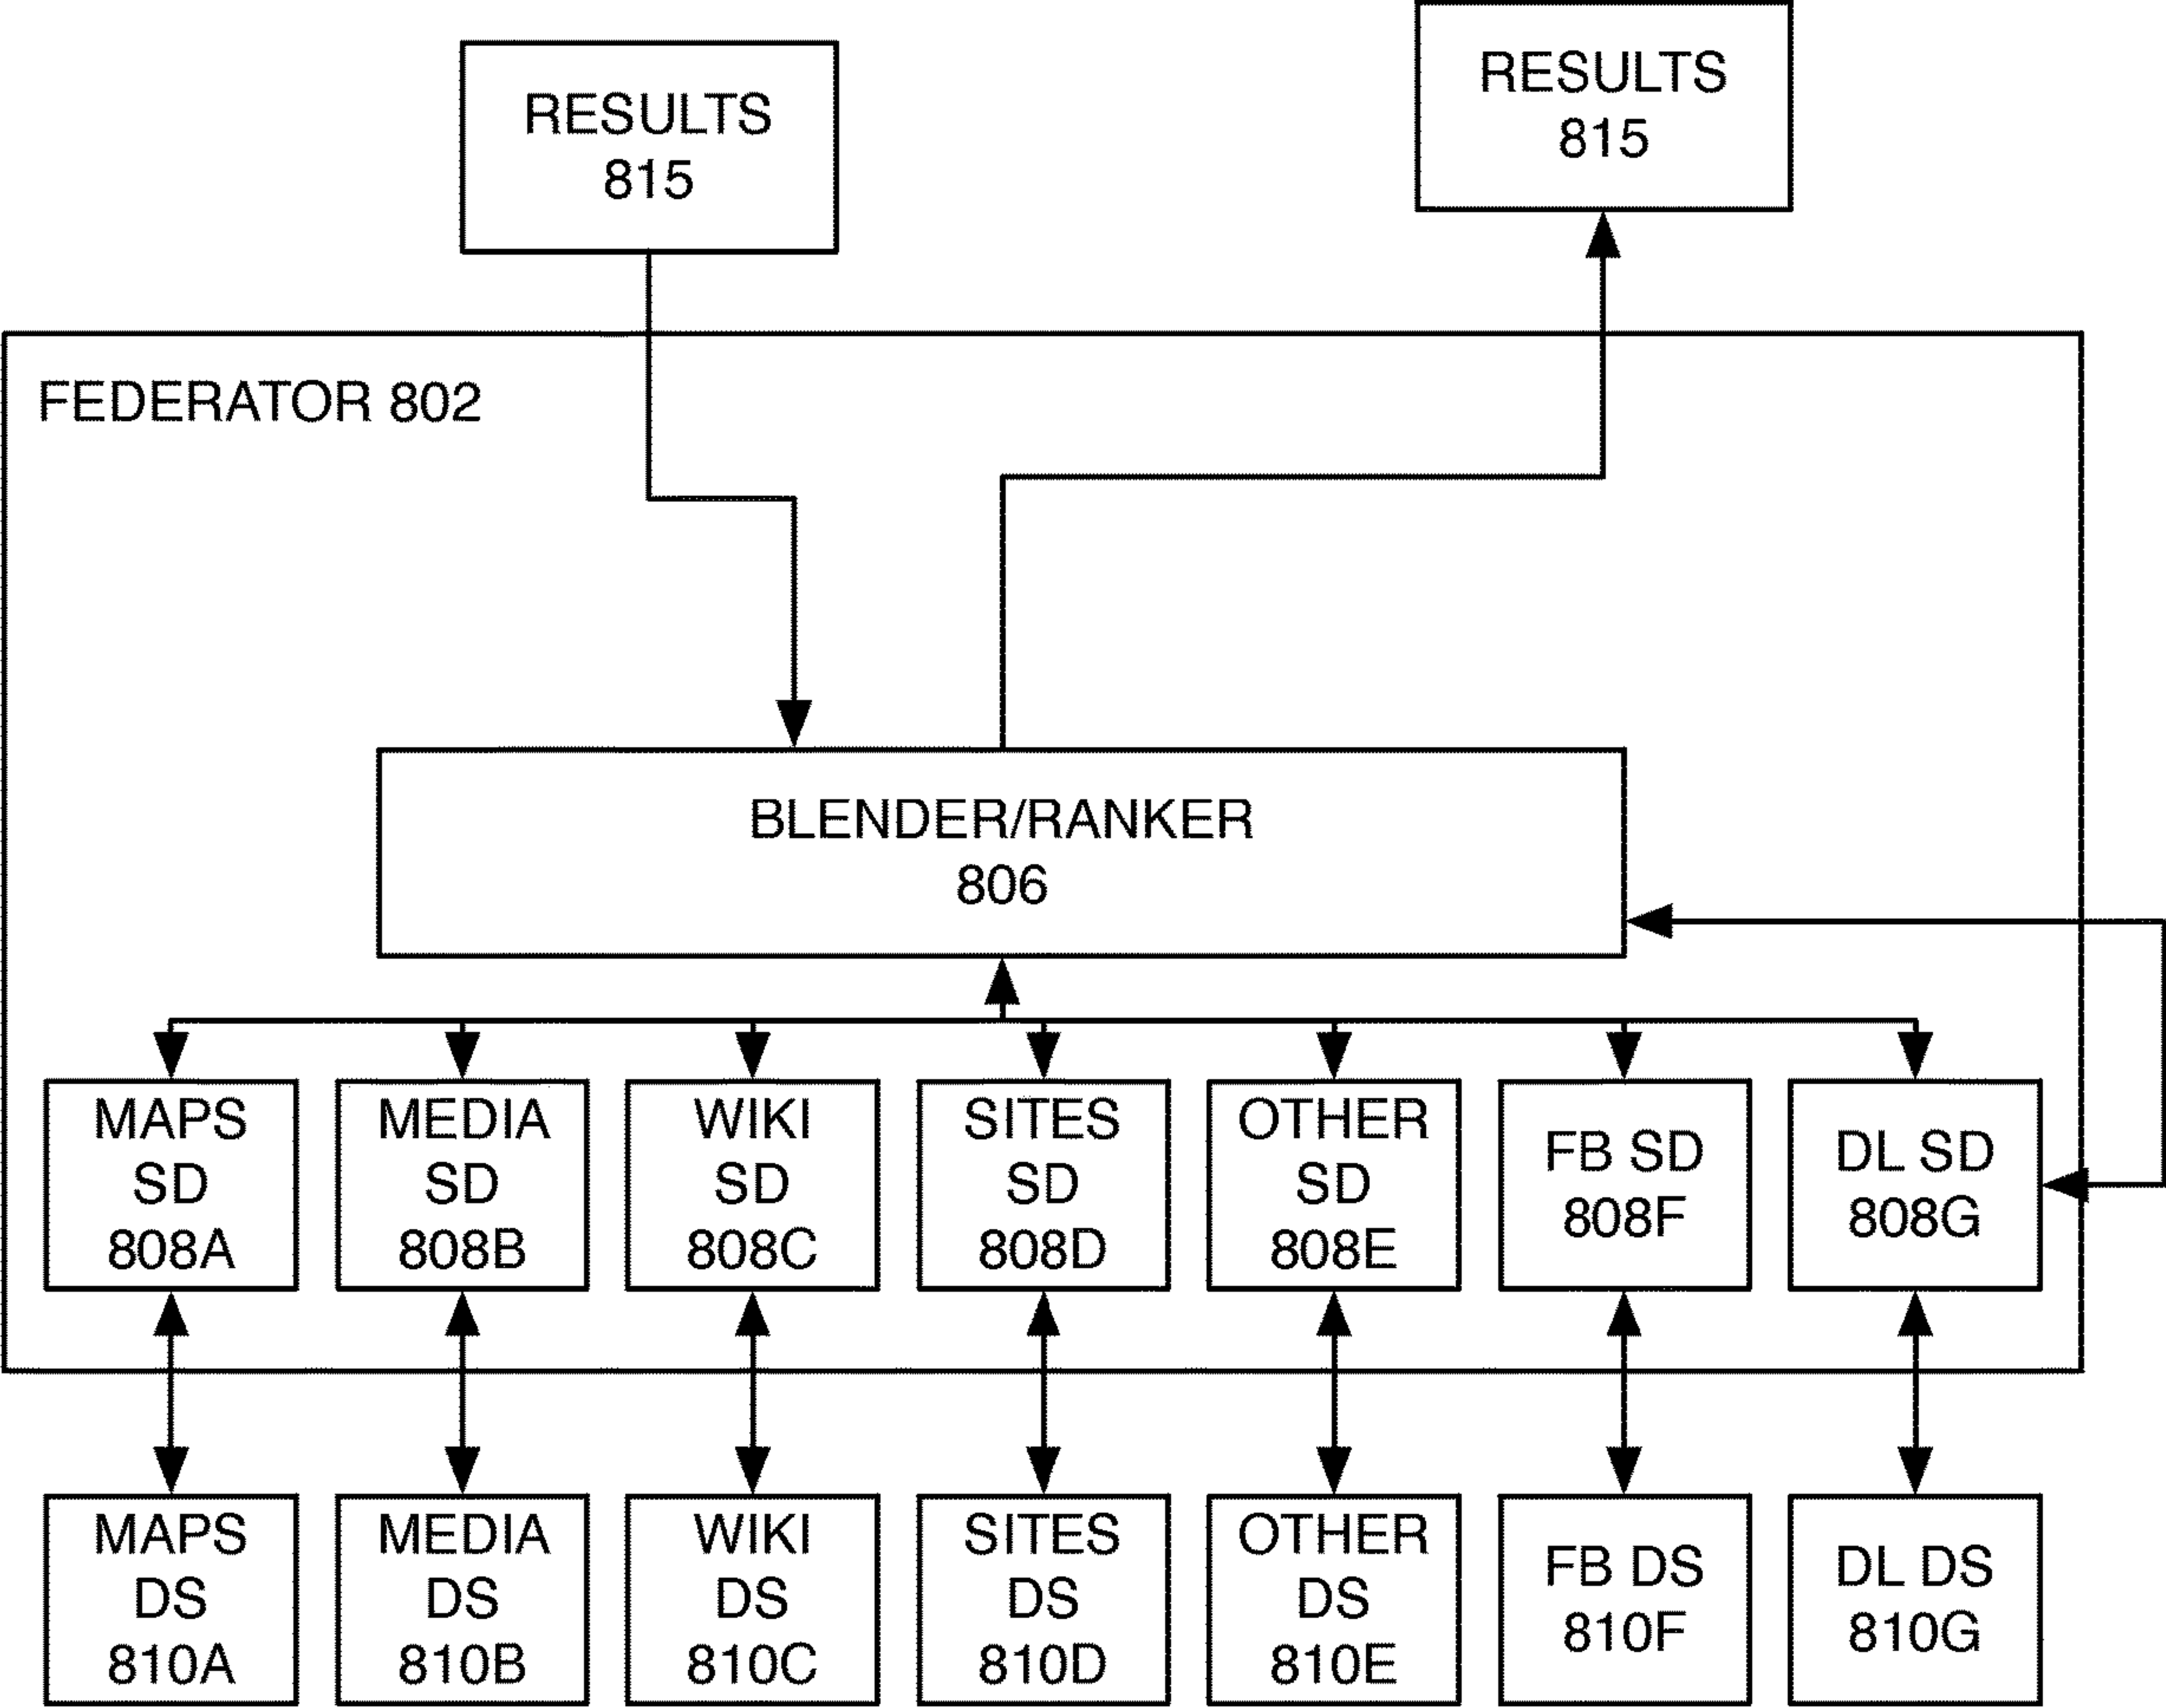 RESULTS
815
RESULTS
815
FEDERATOR 802
BLENDER/RANKER
806
MAPS
SD
808A
MEDIA
SD
808B
WIKI
SD
808C
SITES
SD
808D
OTHER
SD
808E
FB SD
808F
DL SD
808G
MAPS
DS
810A
MEDIA
DS
810B
WIKI
DS
810C
SITES
DS
810D
OTHER
DS
810E
FB DS
810F
DL DS
810G